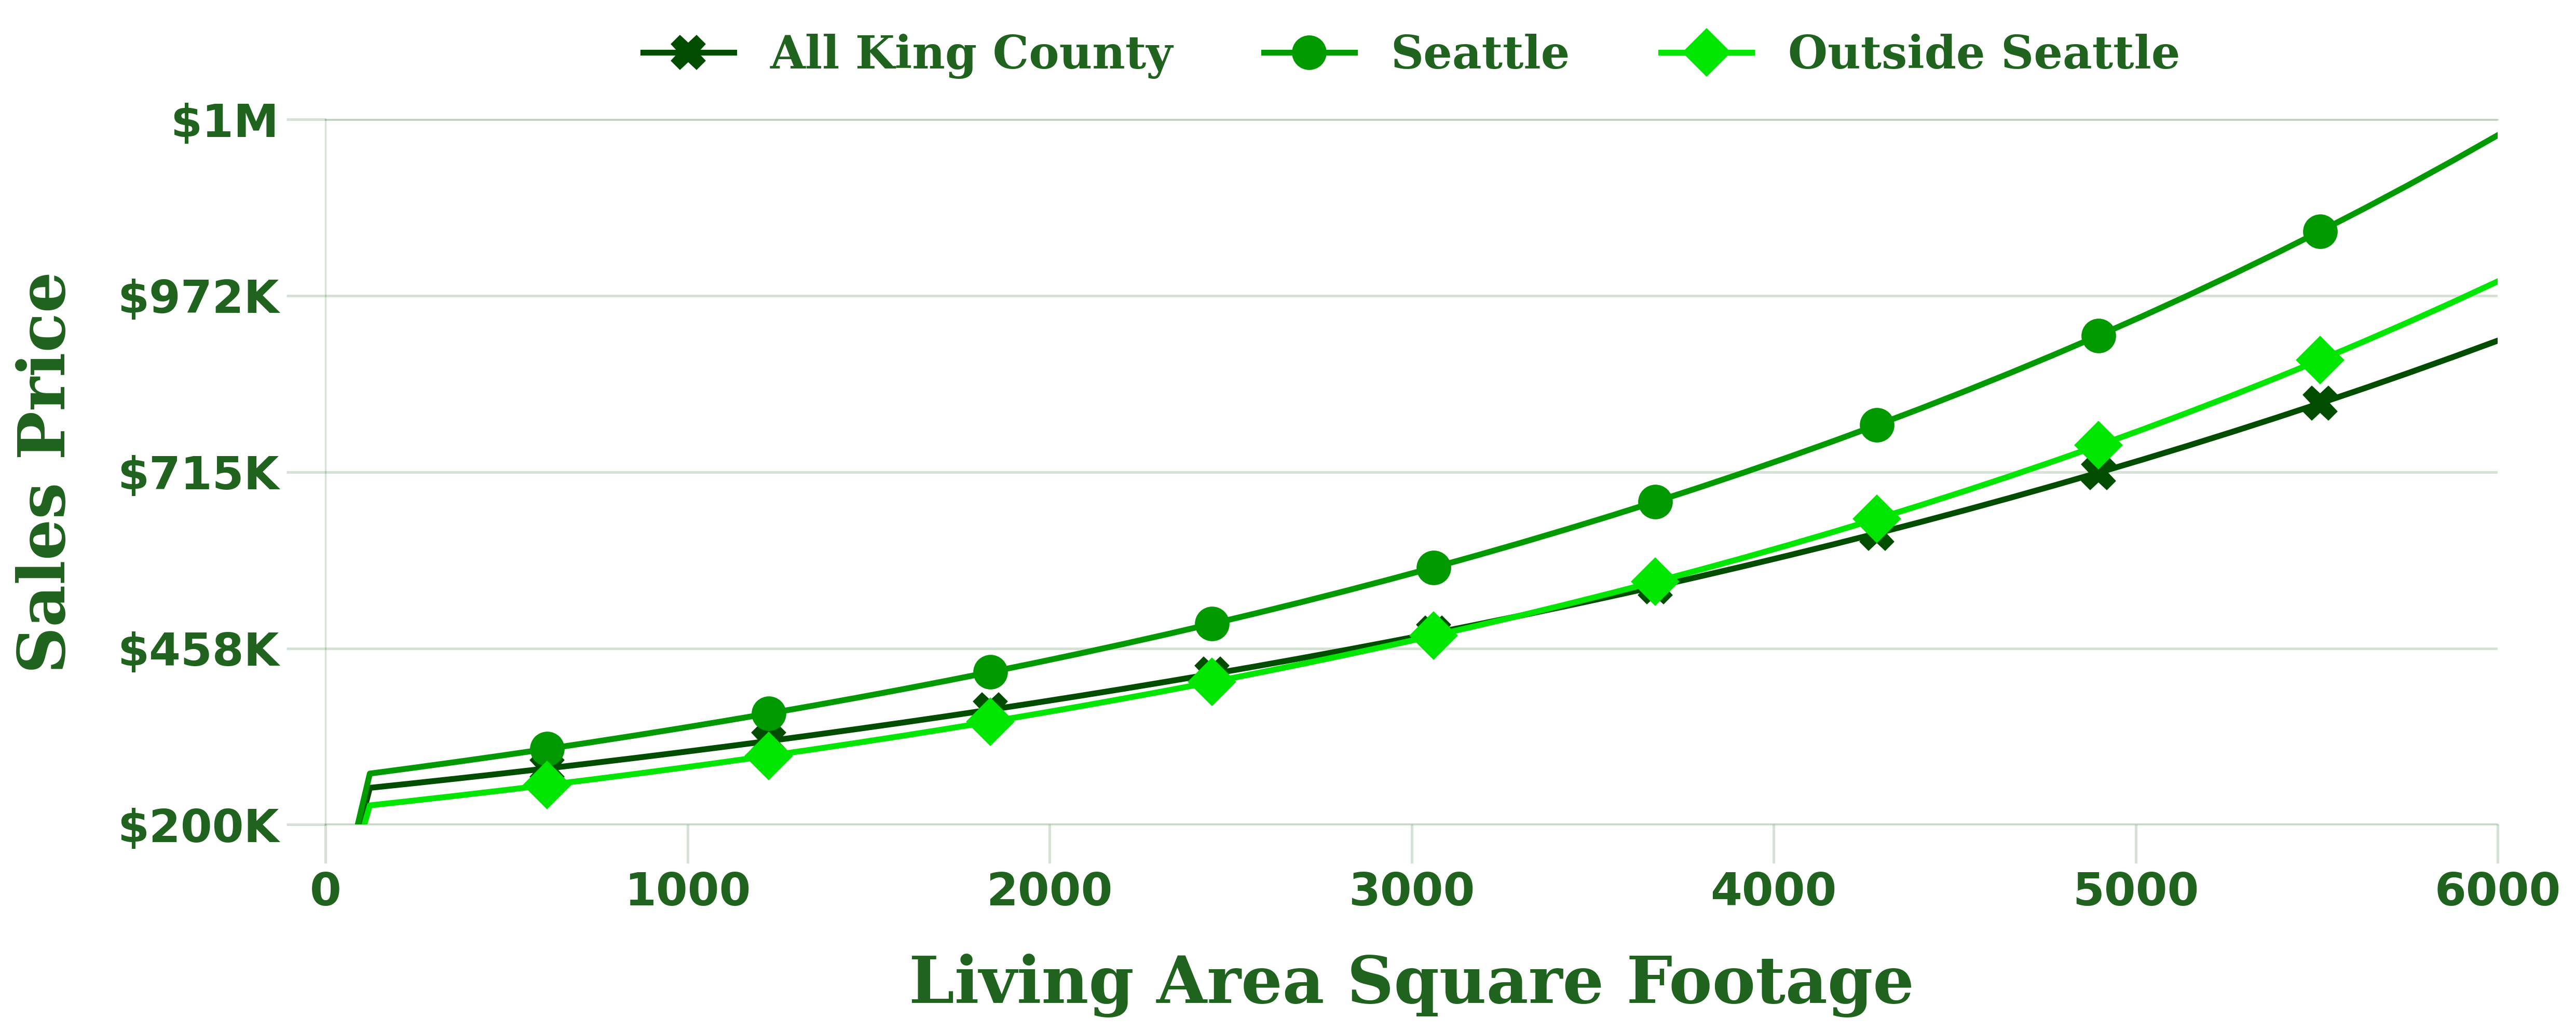 All King County Seattle Outside Seattle
$1M
$972K
$715K
$458K
$200K
Sales Price
0 1000 2000 3000 4000 5000 6000
Living Area Square Footage